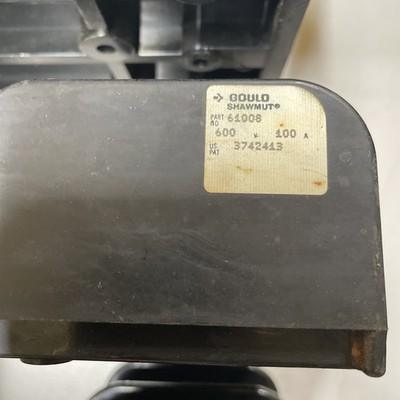 GOULD
SHAWMUT®
PART NO 61008
600 V 100 A
US PAT 3742413